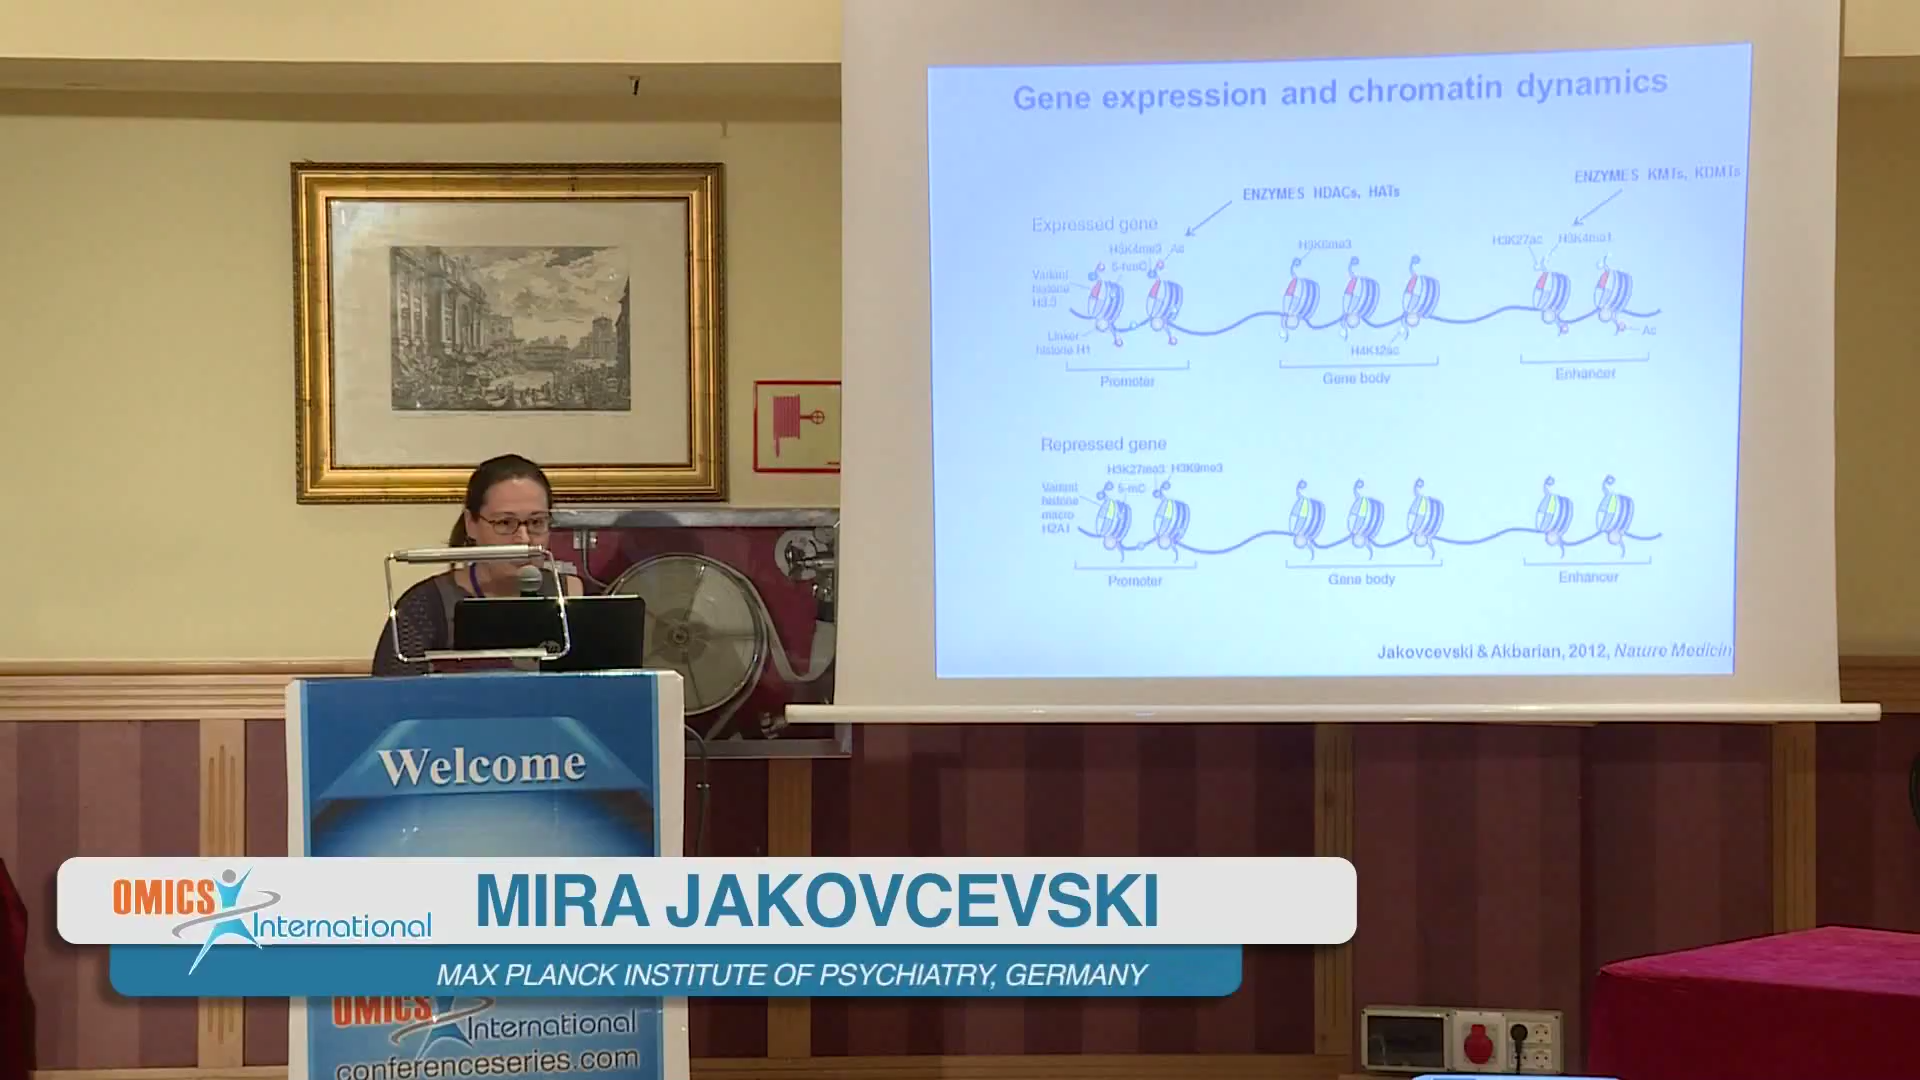 Gene expression and chromatin dynamics
ENZYMES HDACs, HATs
ENZYMES KMTs, KDMTs
Expressed gene
H3K4me3 Ac
5-hmC
Variant
histone
H3.3
Linker
histone H1
Promoter
H4K12ac
Gene body
H3K27ac
H3K4me1
Ac
Enhancer
Repressed gene
H3K27me3 H3K9me3
5-mC
Variant
histone
macro
H2A1
Promoter
Gene body
Enhancer
Jakovcevski & Akbarian, 2012, Nature Medicin
Welcome
OMICS
International
MIRA JAKOVCEVSKI
MAX PLANCK INSTITUTE OF PSYCHIATRY, GERMANY
OMICS
International
conferenceseries.com